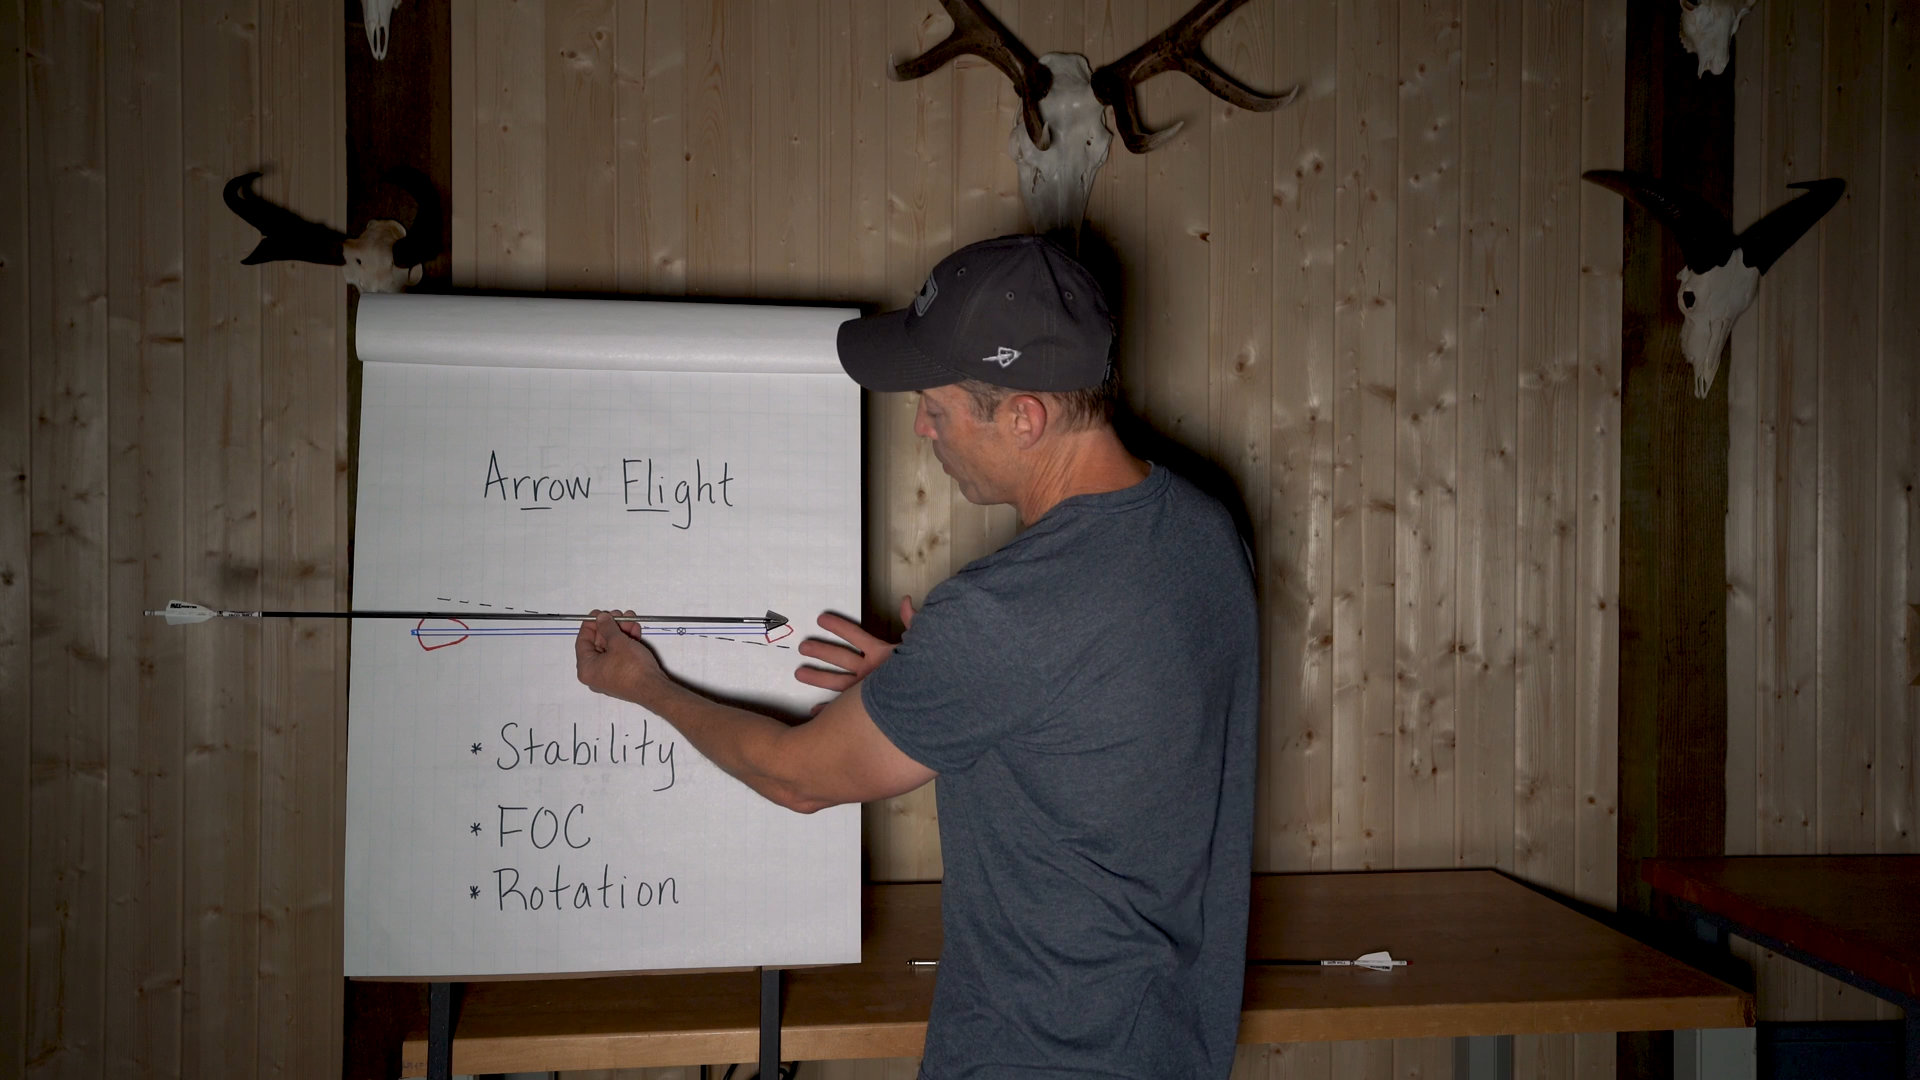 Arrow Flight
* Stability
* FOC
* Rotation